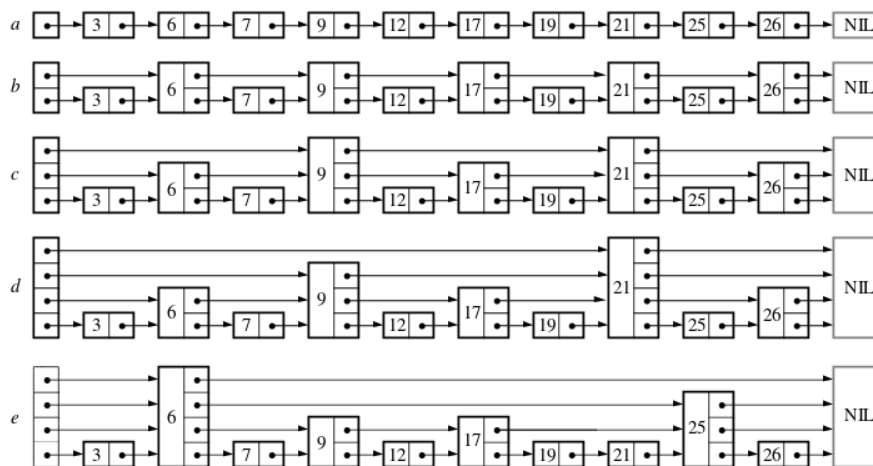 a 3 6 7 9 12 17 19 21 25 26 NIL
b 3 6 7 9 12 17 19 21 25 26 NIL
c 3 6 7 9 12 17 19 21 25 26 NIL
d 3 6 7 9 12 17 19 21 25 26 NIL
e 3 6 7 9 12 17 19 21 25 26 NIL